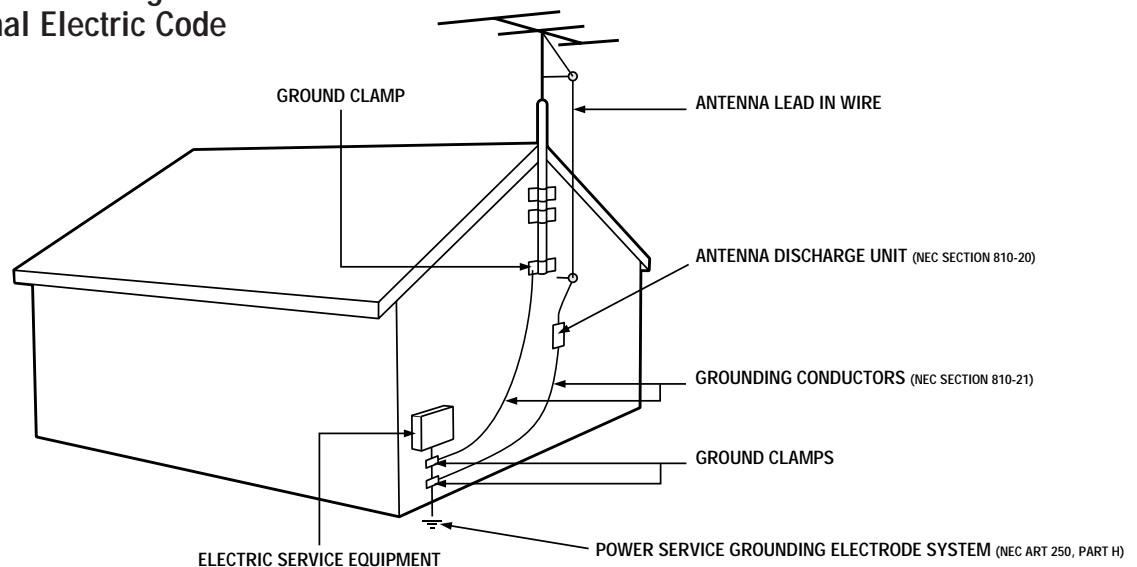 nal Electric Code
GROUND CLAMP
ANTENNA LEAD IN WIRE
ANTENNA DISCHARGE UNIT (NEC SECTION 810-20)
GROUNDING CONDUCTORS (NEC SECTION 810-21)
GROUND CLAMPS
ELECTRIC SERVICE EQUIPMENT
POWER SERVICE GROUNDING ELECTRODE SYSTEM (NEC ART 250, PART H)